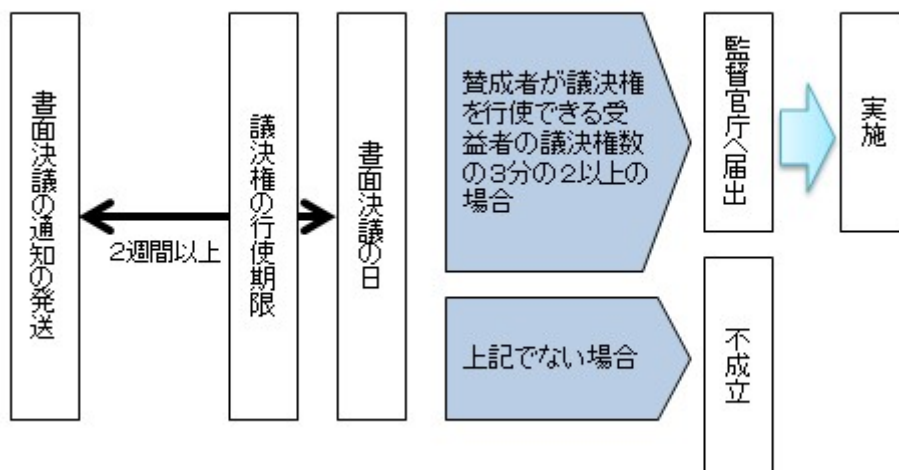 書面決議の通知の発送
2週間以上
議決権の行使期限
書面決議の日
賛成者が議決権
を行使できる受
益者の議決権数
の3分の2以上の
場合
監督官庁へ届出
実施
上記でない場合
不成立